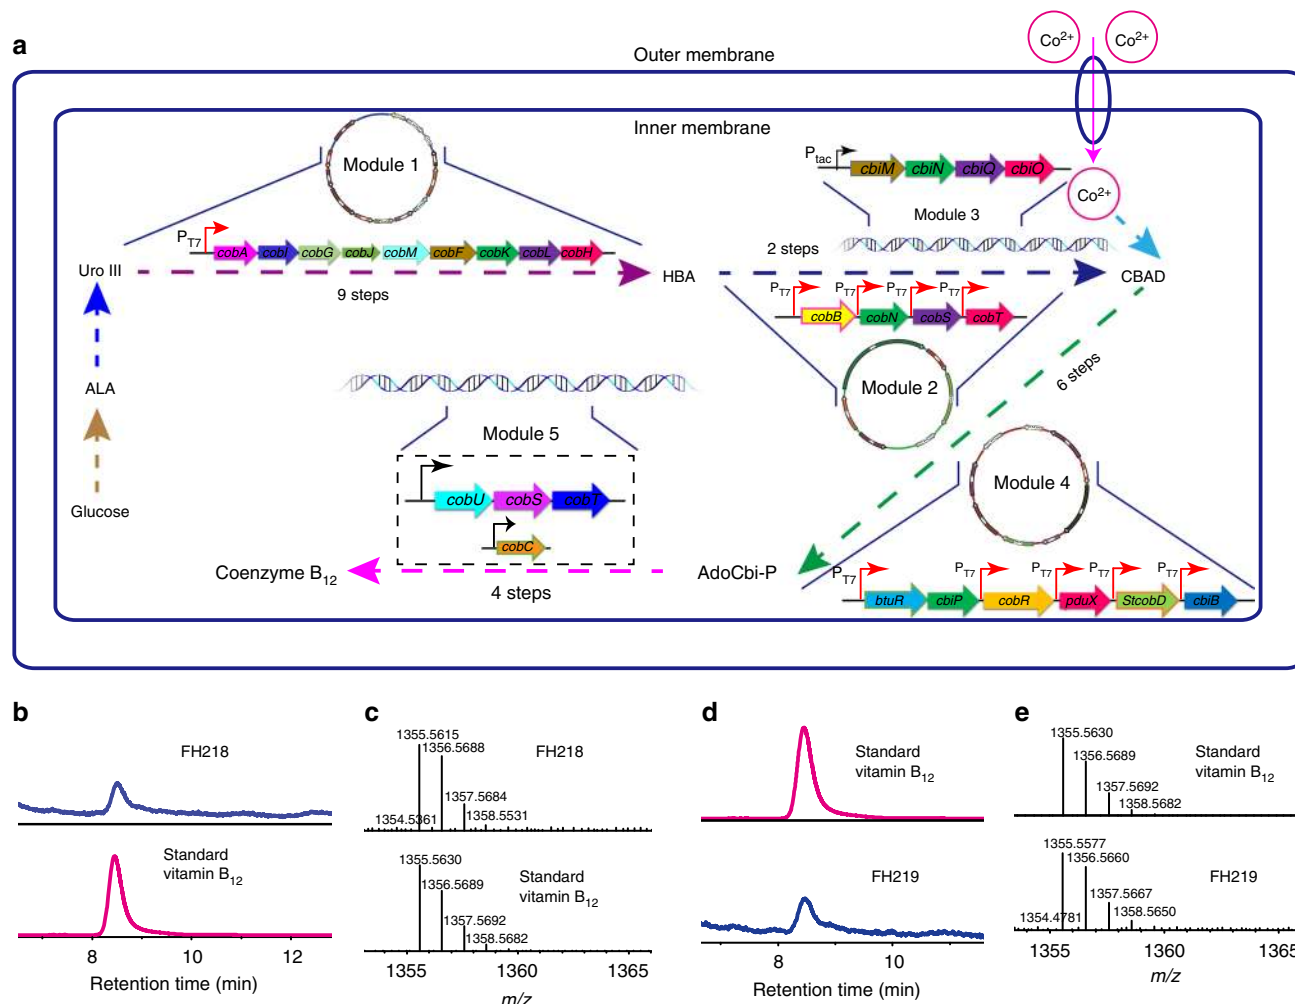 a
Outer membrane
Co2+ Co2+
Inner membrane
Module 1
Ptac cbiM cbiN cbiQ cbiO
Module 3
Co2+
PT7 cobA cobI cobG cobJ cobM cobF cobK cobL cobH
Uro III
9 steps
HBA
2 steps
CBAD
PT7 PT7 PT7 PT7
cobB cobN cobS cobT
Module 2
6 steps
ALA
Glucose
Module 5
cobU cobS cobT
cobC
Coenzyme B12
4 steps
AdoCbi-P
Module 4
PT7 PT7 PT7 PT7 PT7
btuR cbiP cobR pduX StcobD cbiB
b
FH218
Standard
vitamin B12
8 10 12
Retention time (min)
c
1355.5615
1356.5688
FH218
1357.5684
1354.5361
1358.5531
1355.5630
1356.5689
Standard
vitamin B12
1357.5692
1358.5682
1355 1360 1365
m/z
d
Standard
vitamin B12
FH219
8 10
Retention time (min)
e
1355.5630
1356.5689
Standard
vitamin B12
1357.5692
1358.5682
1355.5577
1356.5660
FH219
1357.5667
1354.4781
1358.5650
1355 1360 1365
m/z